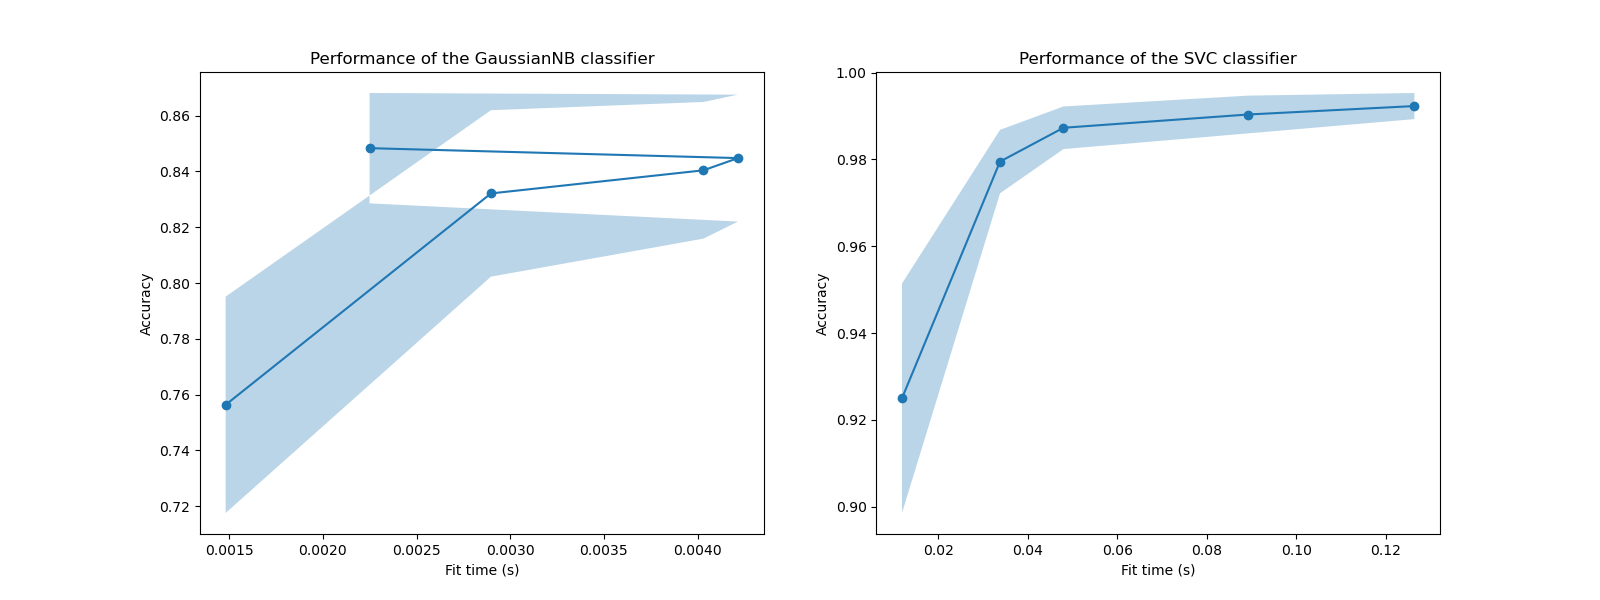 Performance of the GaussianNB classifier
Accuracy
0.86
0.84
0.82
0.80
0.78
0.76
0.74
0.72
0.0015 0.0020 0.0025 0.0030 0.0035 0.0040
Fit time (s)
Performance of the SVC classifier
Accuracy
1.00
0.98
0.96
0.94
0.92
0.90
0.02 0.04 0.06 0.08 0.10 0.12
Fit time (s)